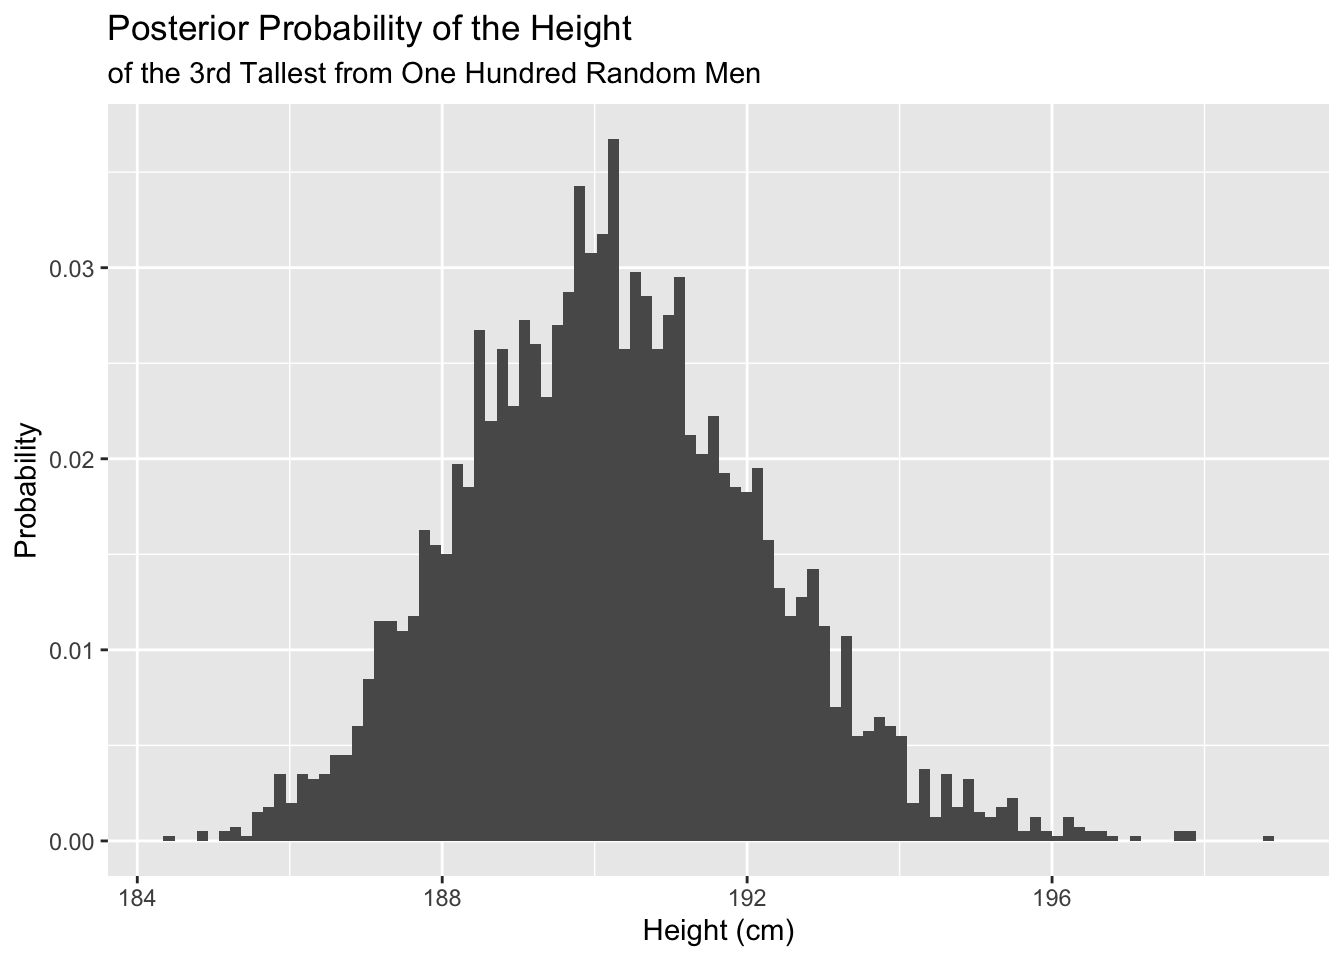 Posterior Probability of the Height
of the 3rd Tallest from One Hundred Random Men
Probability
0.03
0.02
0.01
0.00
184 188 192 196
Height (cm)